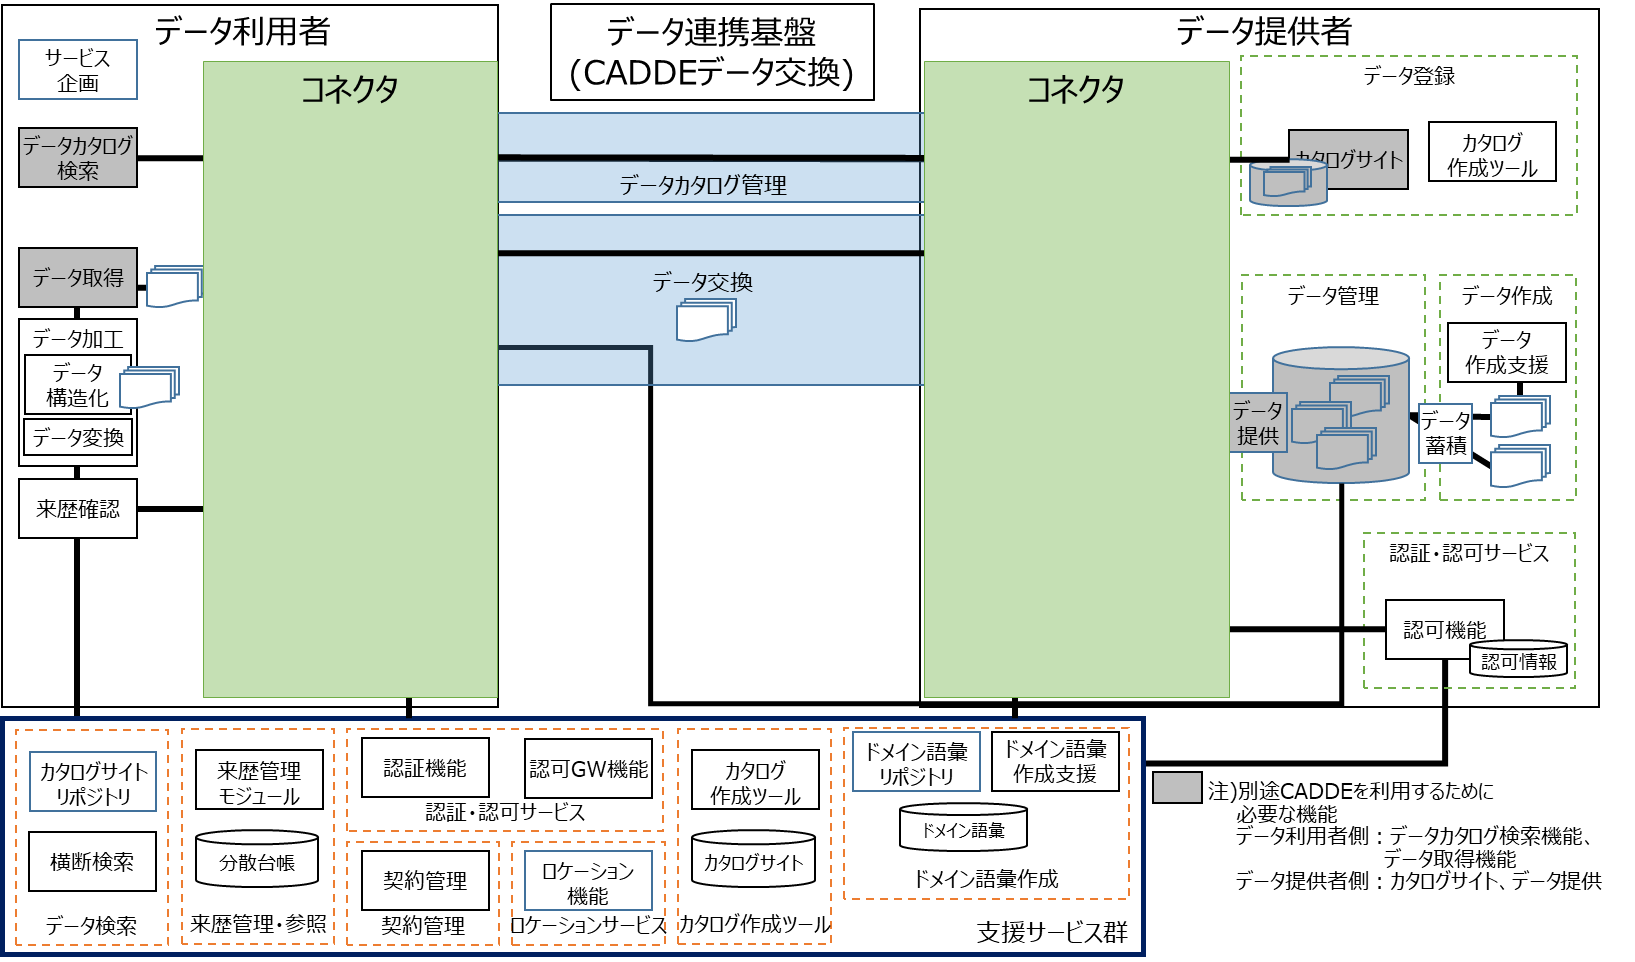 データ利用者
サービス
企画
コネクタ
データカタログ
検索
データ取得
データ加工
データ
構造化
データ変換
来歴確認
データ連携基盤
(CADDEデータ交換)
データカタログ管理
データ交換
データ提供者
コネクタ
データ登録
カタログサイト
カタログ
作成ツール
データ管理
データ
提供
データ作成
データ
作成支援
データ
蓄積
認証・認可サービス
認可機能
認可情報
カタログサイト
リポジトリ
横断検索
データ検索
来歴管理
モジュール
分散台帳
来歴管理・参照
認証機能
認可GW機能
認証・認可サービス
契約管理
契約管理
ロケーション
機能
ロケーションサービス
カタログ
作成ツール
カタログサイト
カタログ作成ツール
ドメイン語彙
リポジトリ
ドメイン語彙
作成支援
ドメイン語彙
ドメイン語彙作成
支援サービス群
注)別途CADDEを利用するために
必要な機能
データ利用者側：データカタログ検索機能、
データ取得機能
データ提供者側：カタログサイト、データ提供